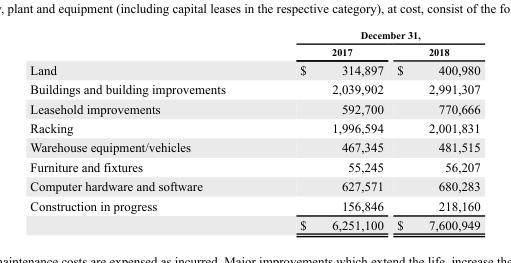 , plant and equipment (including capital leases in the respective category), at cost, consist of the fo
December 31,
2017 2018
Land $ 314,897 $ 400,980
Buildings and building improvements 2,039,902 2,991,307
Leasehold improvements 592,700 770,666
Racking 1,996,594 2,001,831
Warehouse equipment/vehicles 467,345 481,515
Furniture and fixtures 55,245 56,207
Computer hardware and software 627,571 680,283
Construction in progress 156,846 218,160
$ 6,251,100 $ 7,600,949
maintenance costs are expensed as incurred. Major improvements which extend the life, increase the